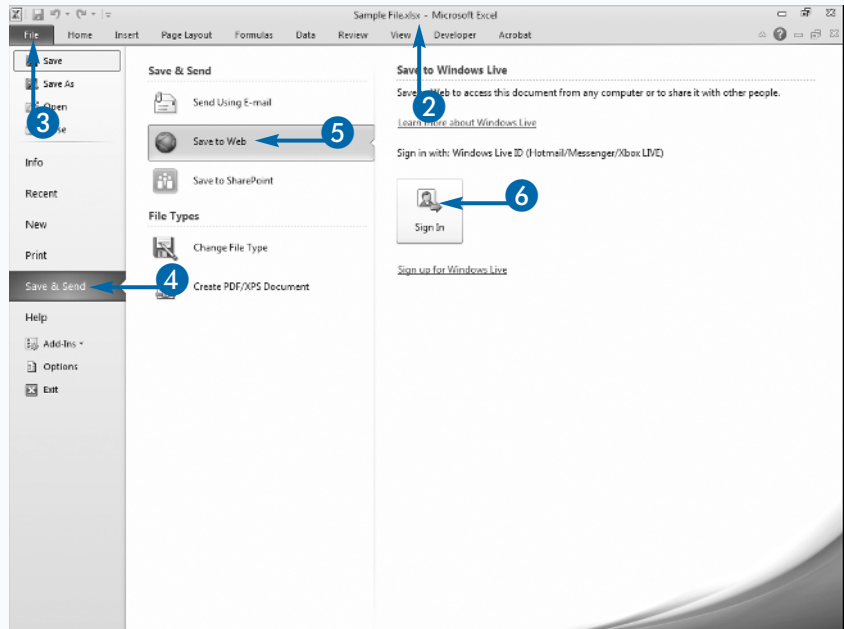 Sample File.xlsx - Microsoft Excel
File Home Insert Page Layout Formulas Data Review View Developer Acrobat
Save
Save As
Open
3
Info
Recent
New
Print
Save & Send
4
Help
Add-Ins
Options
Exit
Save & Send
Send Using E-mail
Save to Web
5
Save to SharePoint
File Types
Change File Type
Create PDF/XPS Document
Save to Windows Live
2
Save to Web to access this document from any computer or to share it with other people.
Learn more about Windows Live
Sign in with: Windows Live ID (Hotmail/Messenger/Xbox LIVE)
6
Sign In
Sign up for Windows Live